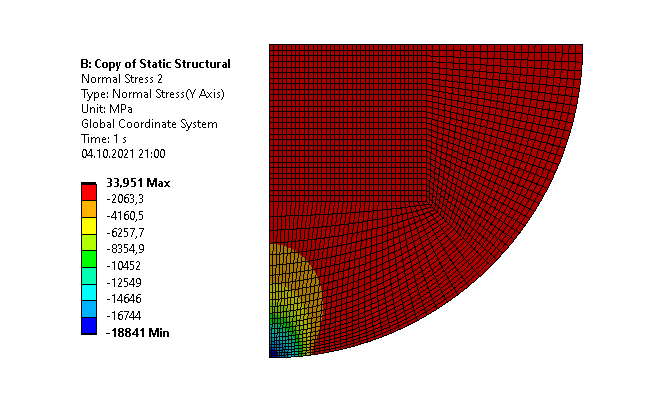 B: Copy of Static Structural
Normal Stress 2
Type: Normal Stress(Y Axis)
Unit: MPa
Global Coordinate System
Time: 1 s
04.10.2021 21:00
33,951 Max
-2063,3
-4160,5
-6257,7
-8354,9
-10452
-12549
-14646
-16744
-18841 Min